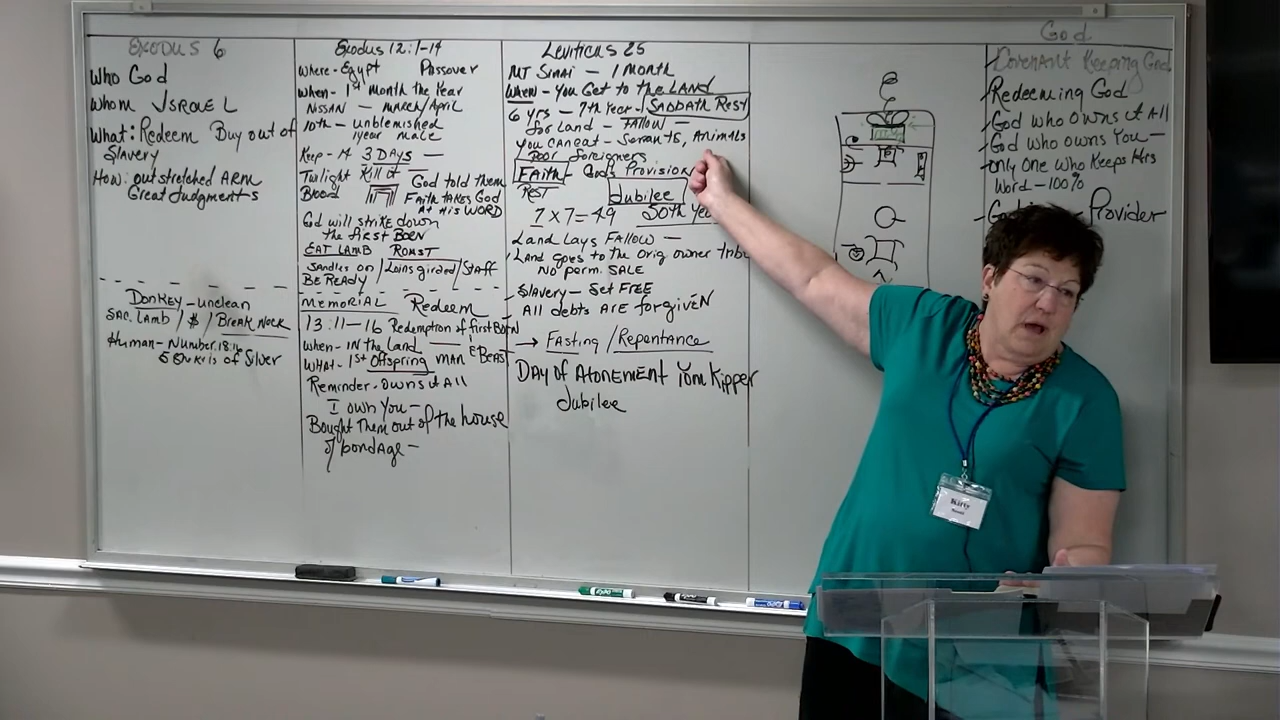 Exodus 6
Who God
Whom ISRAEL
What: Redeem Buy out of
Slavery
How: outstretched ARM
Great Judgments
Donkey - unclean
SAC. LAMB / $ / Break Neck
Human - Number 18:16
5 Shekels of Silver
Exodus 12:1-14
Where - Egypt Passover
When - 1st Month the Year
NISSAN - MARCH/April
10th - unblemished
1year male
Keep - 14 3 DAYS -
Twilight Kill it
Blood God told them
Faith takes God
At His WORD
God will strike down
the first BORN
EAT LAMB ROAST
Sandles on / Loins girded / Staff
BE READY
Memorial Redeem
13:11-16 Redemption of first BORN
When - IN the Land
WHAT - 1st Offspring MAN & BEAST
Reminder - owns it All
I own You -
Bought Them out of the house
of bondage -
Leviticus 25
MT SINAI - 1 MONTH
When - You Get to the LAND
6 yrs - 7th Year - SABBATH REST
for Land - FALLOW -
You can eat - Servants, Animals
Poor Foreigners
FAITH - God's Provision
REST
Jubilee
7 x 7 = 49 50th Year
Land Lays Fallow -
Land goes to the orig owner tribe
No perm. SALE
Slavery - Set FREE
All debts ARE forgiveN
→ Fasting / Repentance
DAY of Atonement Yom Kipper
Jubilee
God
Covenant Keeping God
Redeeming God
God who owns it All
God who owns You -
only One who Keeps His
Word - 100%
Provider
Kitty